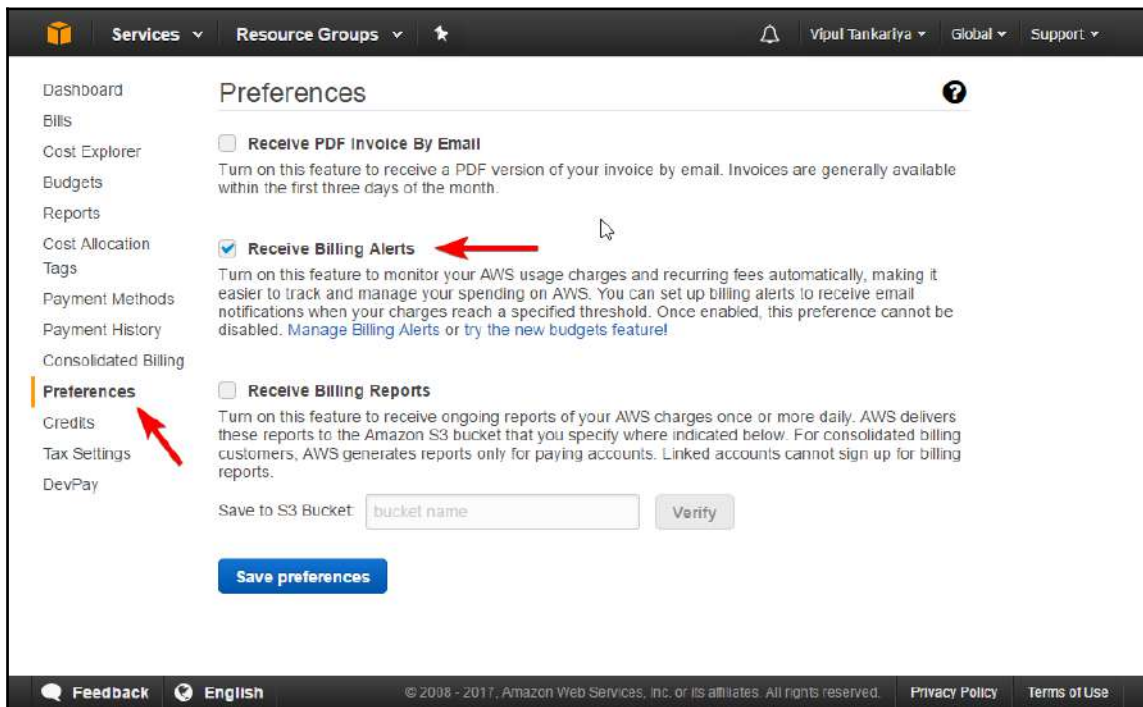 Services Resource Groups Vipul Tankariya Global Support
Dashboard
Bills
Cost Explorer
Budgets
Reports
Cost Allocation
Tags
Payment Methods
Payment History
Consolidated Billing
Preferences
Credits
Tax Settings
DevPay
Preferences
?
Receive PDF Invoice By Email
Turn on this feature to receive a PDF version of your invoice by email. Invoices are generally available
within the first three days of the month.
Receive Billing Alerts
Turn on this feature to monitor your AWS usage charges and recurring fees automatically, making it
easier to track and manage your spending on AWS. You can set up billing alerts to receive email
notifications when your charges reach a specified threshold. Once enabled, this preference cannot be
disabled. Manage Billing Alerts or try the new budgets feature!
Receive Billing Reports
Turn on this feature to receive ongoing reports of your AWS charges once or more daily. AWS delivers
these reports to the Amazon S3 bucket that you specify where indicated below. For consolidated billing
customers, AWS generates reports only for paying accounts. Linked accounts cannot sign up for billing
reports.
Save to S3 Bucket: bucket name Verify
Save preferences
Feedback English © 2008 - 2017, Amazon Web Services, Inc. or its affiliates. All rights reserved. Privacy Policy Terms of Use